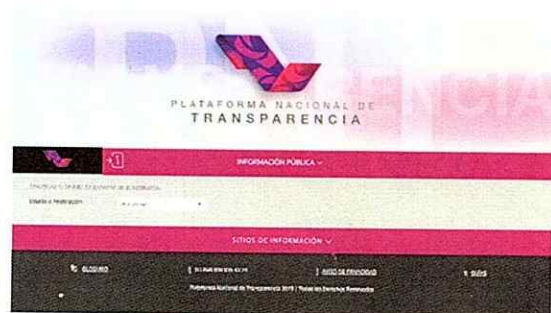 PLATAFORMA NACIONAL DE
TRANSPARENCIA
INFORMACIÓN PÚBLICA
Estado o Federación
SITIOS DE INFORMACIÓN
GLOSARIO
AVISO DE PRIVACIDAD
GUÍAS
Plataforma Nacional de Transparencia 2019 | Todos los Derechos Reservados